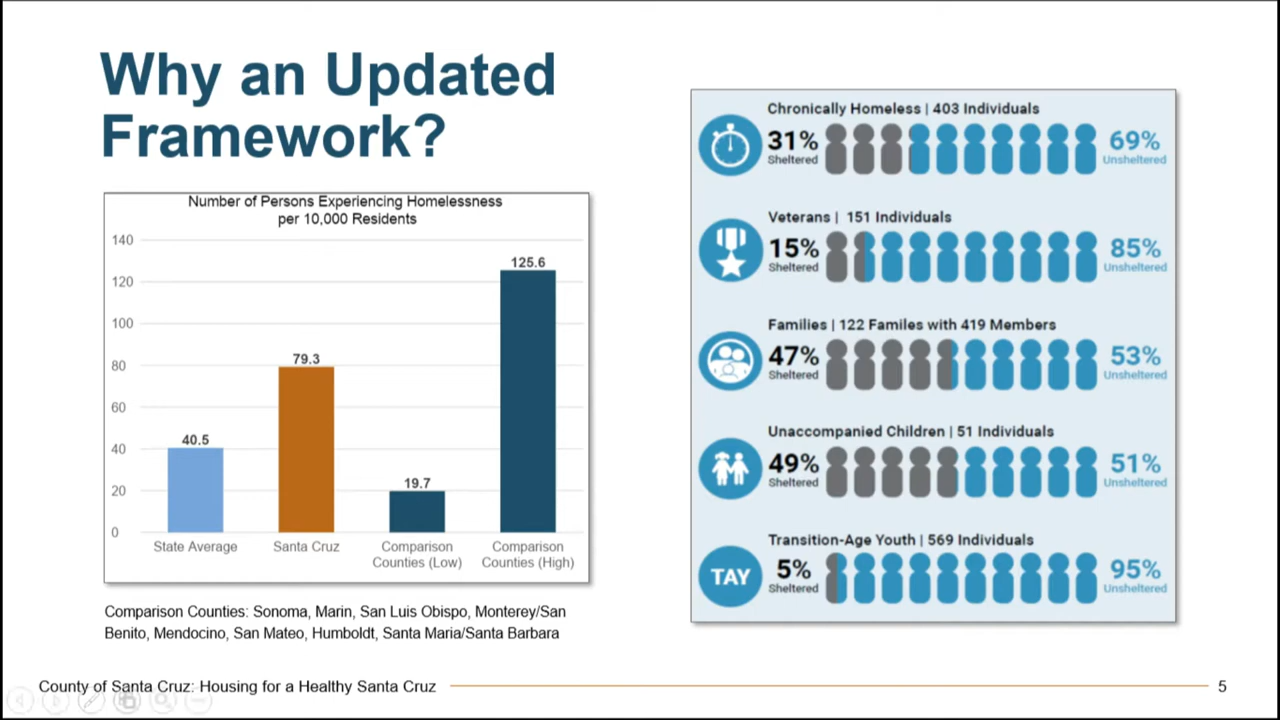 Why an Updated
Framework?
Number of Persons Experiencing Homelessness
per 10,000 Residents
140
120
100
80
60
40
20
0
40.5
79.3
19.7
125.6
State Average
Santa Cruz
Comparison
Counties (Low)
Comparison
Counties (High)
Comparison Counties: Sonoma, Marin, San Luis Obispo, Monterey/San
Benito, Mendocino, San Mateo, Humboldt, Santa Maria/Santa Barbara
Chronically Homeless | 403 Individuals
31%
Sheltered
69%
Unsheltered
Veterans | 151 Individuals
15%
Sheltered
85%
Unsheltered
Families | 122 Familes with 419 Members
47%
Sheltered
53%
Unsheltered
Unaccompanied Children | 51 Individuals
49%
Sheltered
51%
Unsheltered
Transition-Age Youth | 569 Individuals
TAY
5%
Sheltered
95%
Unsheltered
County of Santa Cruz: Housing for a Healthy Santa Cruz
5